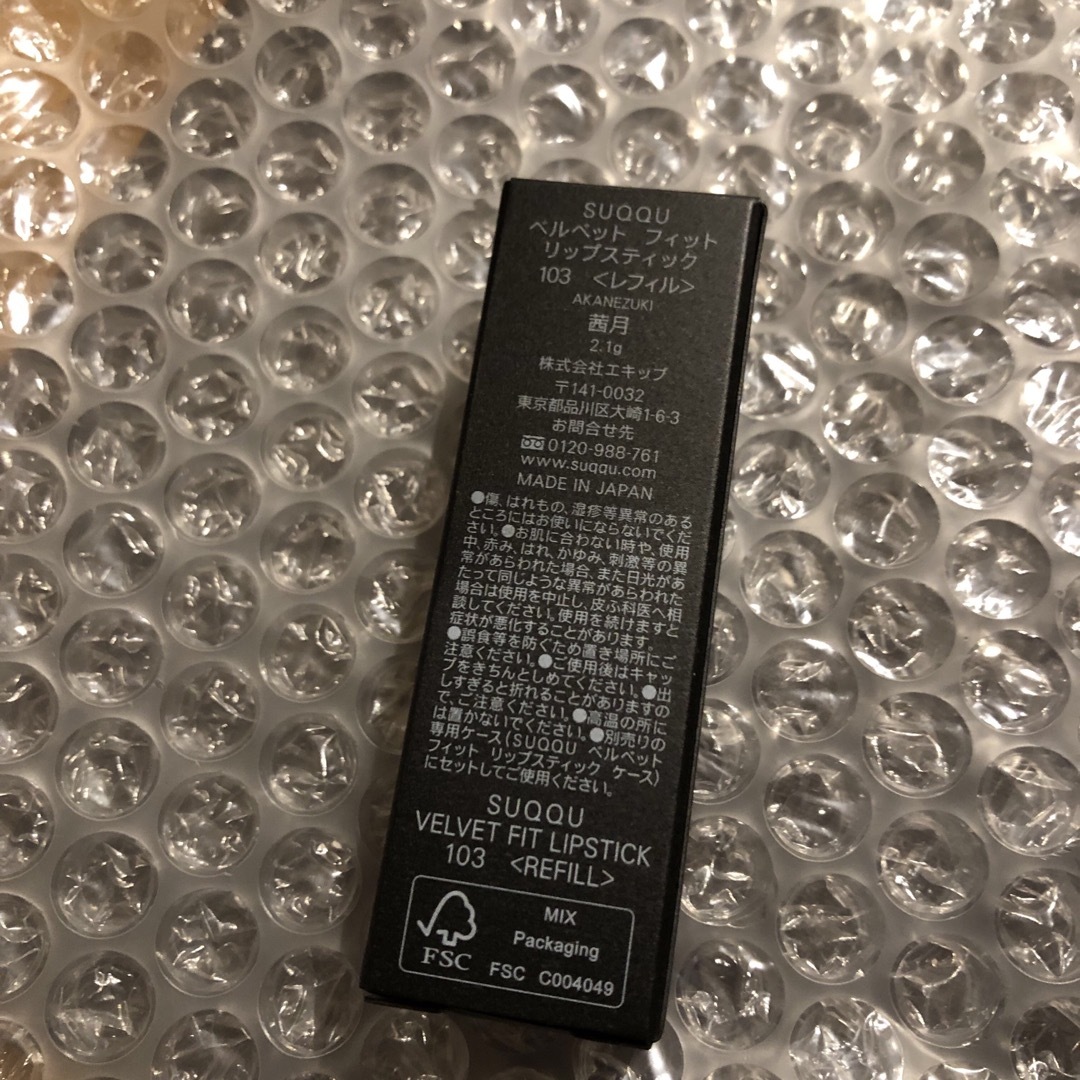 SUQQU
ベルベット フィット
リップスティック
103 <レフィル>
AKANEZUKI
茜月
2.1g
株式会社エキップ
〒141-0032
東京都品川区大崎1-6-3
お問合せ先
0120-988-761
www.suqqu.com
MADE IN JAPAN
●傷、はれもの、湿疹等異常のある
ところにはお使いにならないでくだ
さい。●お肌に合わない時や、使用
中、赤み、はれ、かゆみ、刺激等の異
常があらわれた場合、また日光があ
たって同じような異常があらわれた
場合は使用を中止し、皮ふ科医へ相
談してください。使用を続けますと
症状が悪化することがあります。
●誤食等を防ぐため置き場所にご
注意ください。●ご使用後はキャッ
プをきちんとしめてください。●出
しすぎると折れることがありますの
で、ご注意ください。●高温の所に
は置かないでください。●別売りの
専用ケース(SUQQU ベルベット
フィット リップスティック ケース)
にセットしてご使用ください。
SUQQU
VELVET FIT LIPSTICK
103 <REFILL>
MIX
Packaging
FSC
FSC C004049